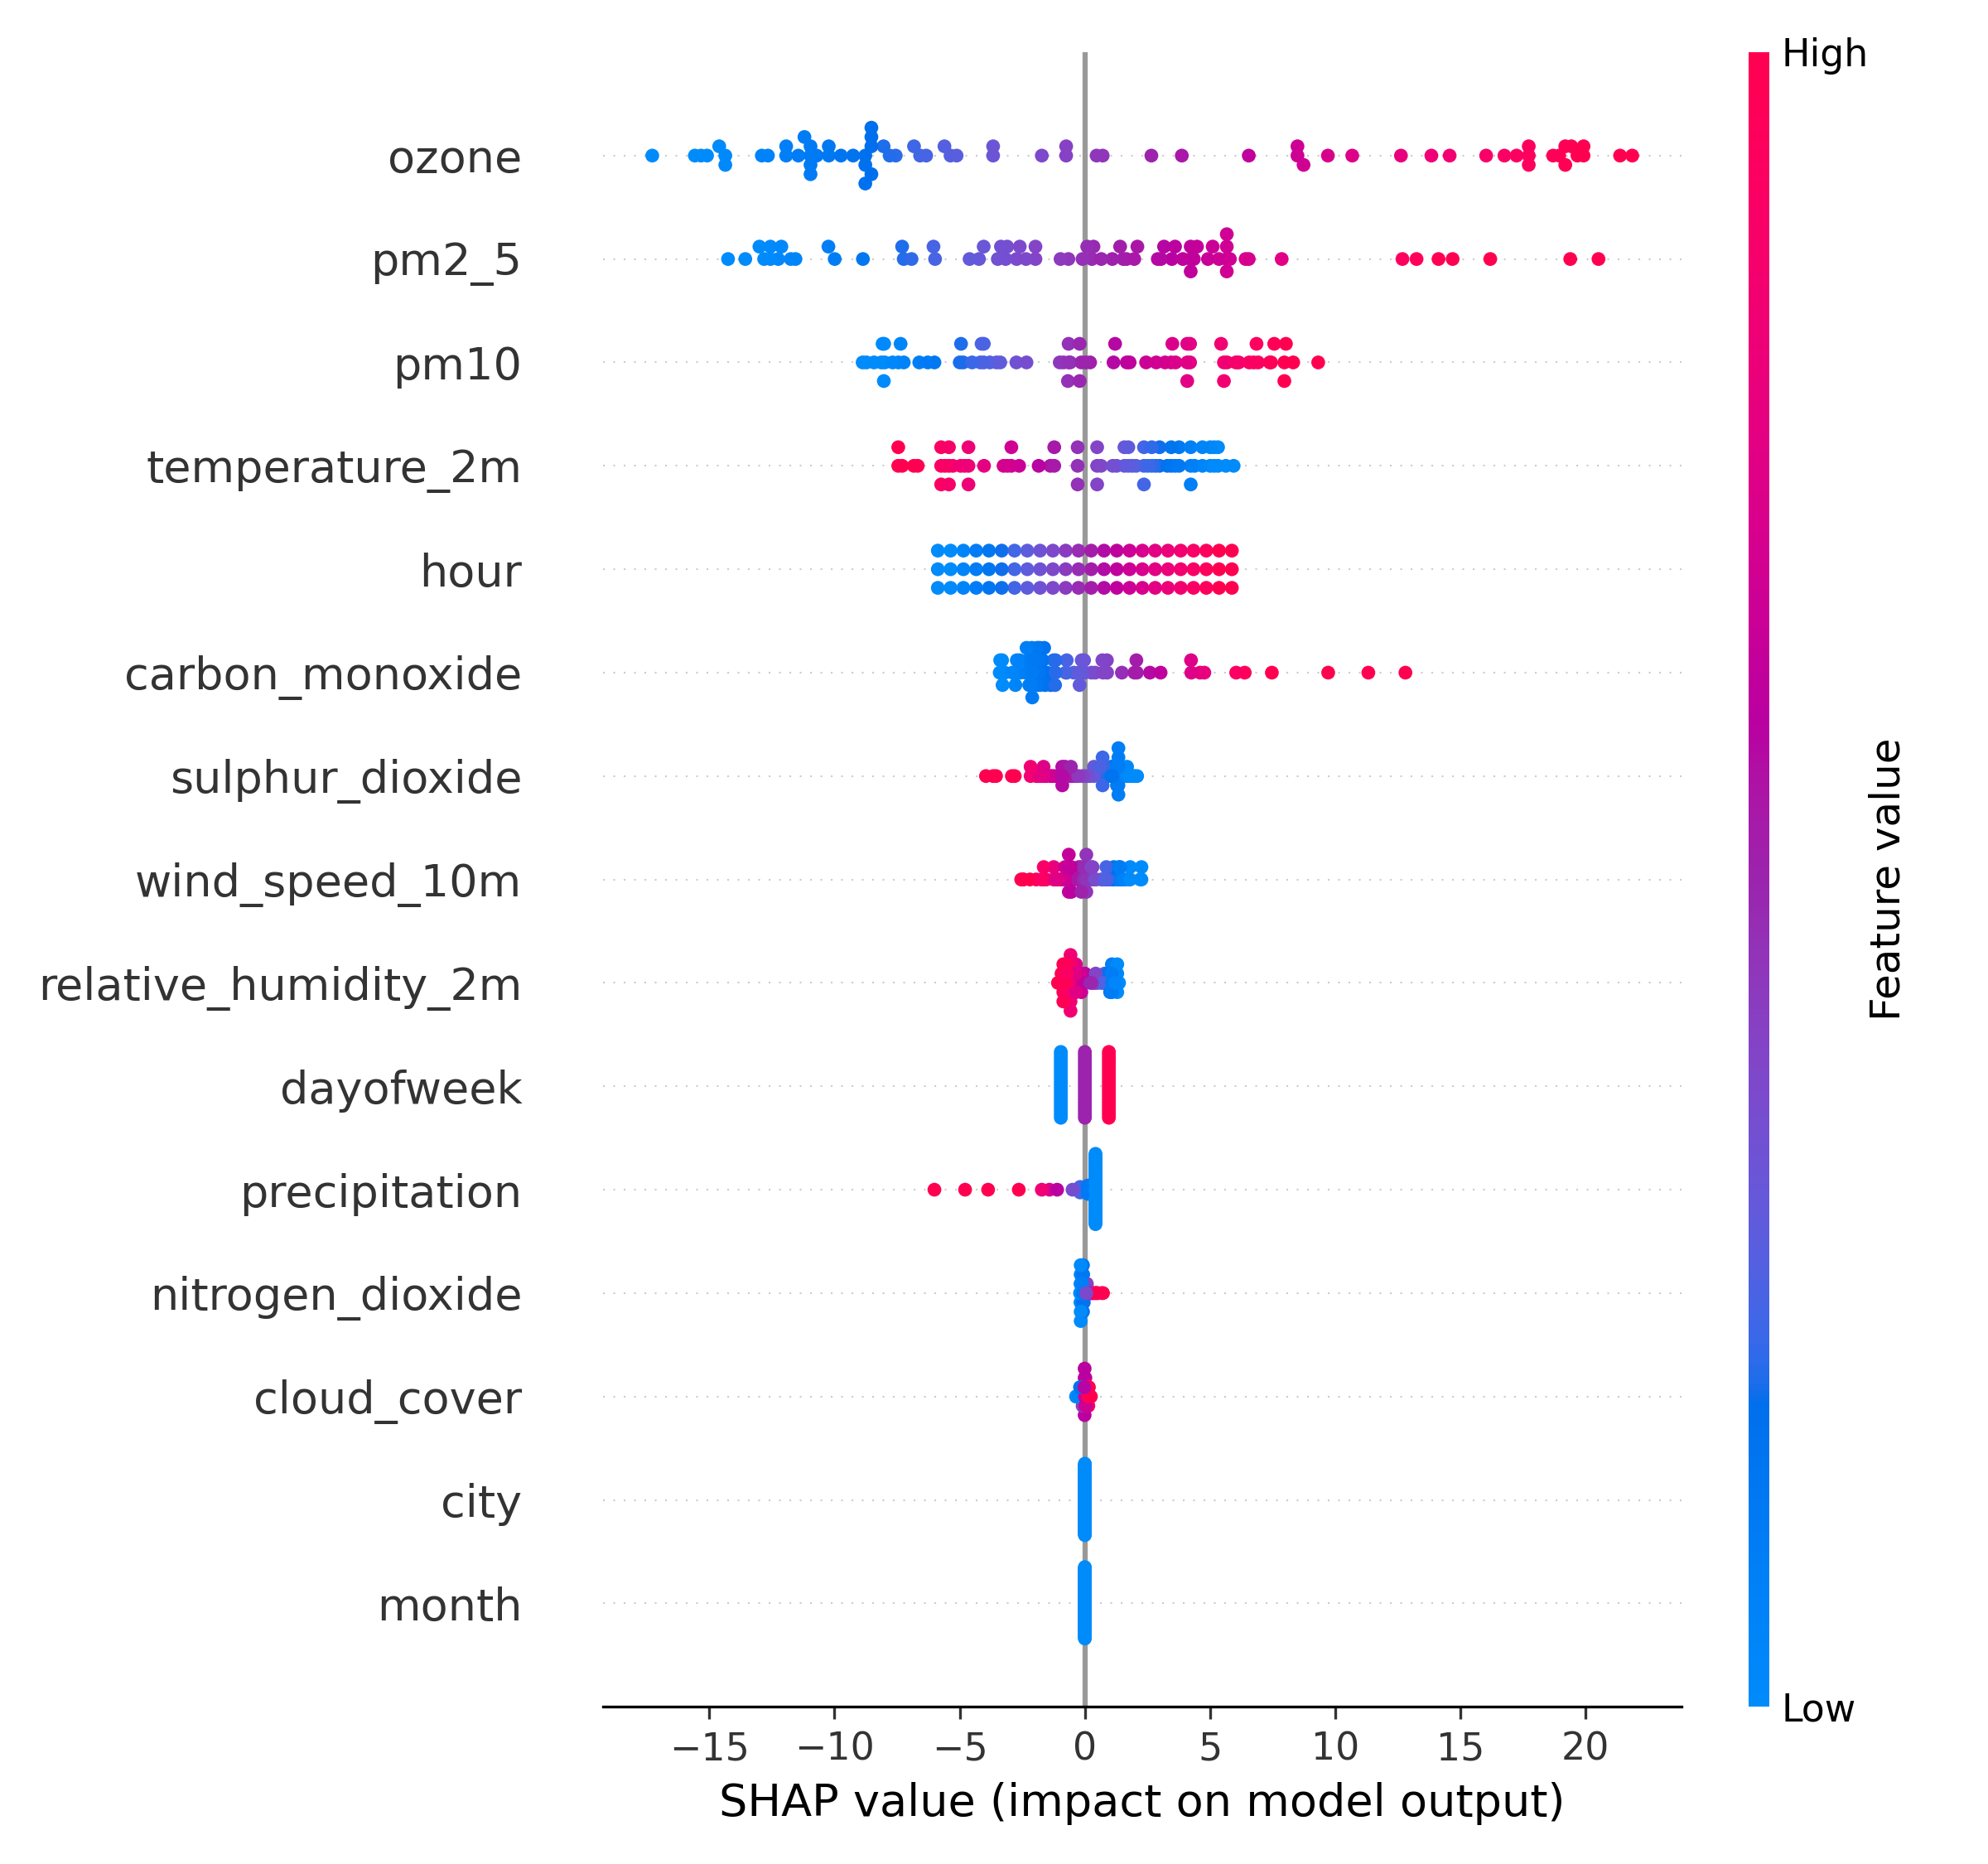 High
ozone
pm2_5
pm10
temperature_2m
hour
carbon_monoxide
sulphur_dioxide
wind_speed_10m
relative_humidity_2m
dayofweek
precipitation
nitrogen_dioxide
cloud_cover
city
month
Feature value
Low
−15 −10 −5 0 5 10 15 20
SHAP value (impact on model output)